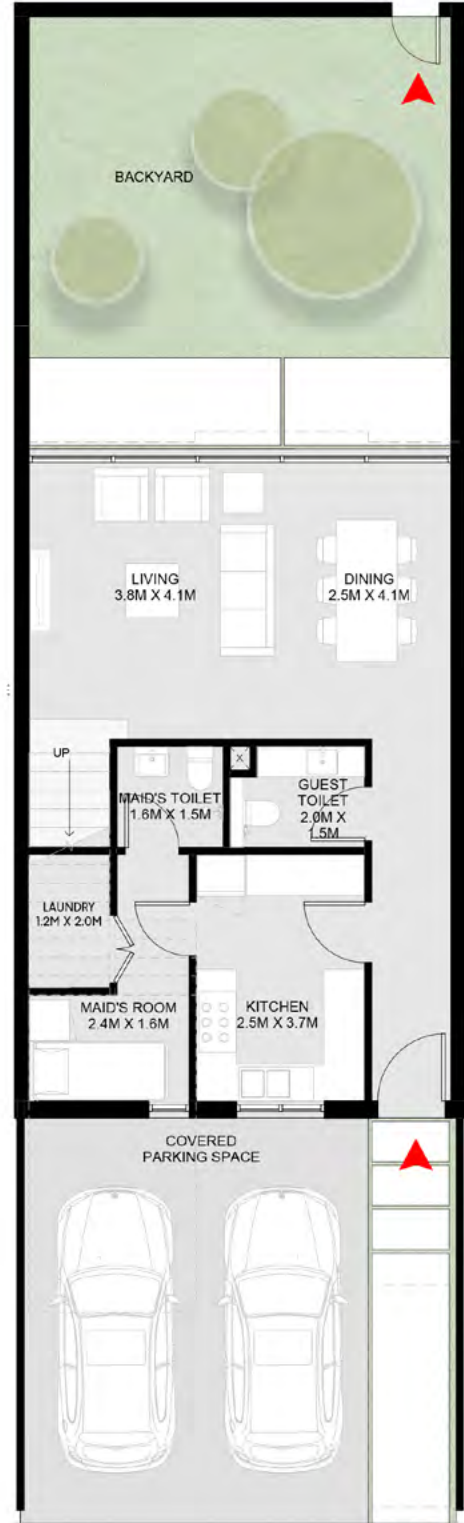 BACKYARD
LIVING
3.8M X 4.1M
DINING
2.5M X 4.1M
UP
X
MAID'S TOILET
1.6M X 1.5M
GUEST
TOILET
2.0M X
1.5M
LAUNDRY
1.2M X 2.0M
MAID'S ROOM
2.4M X 1.6M
KITCHEN
2.5M X 3.7M
COVERED
PARKING SPACE